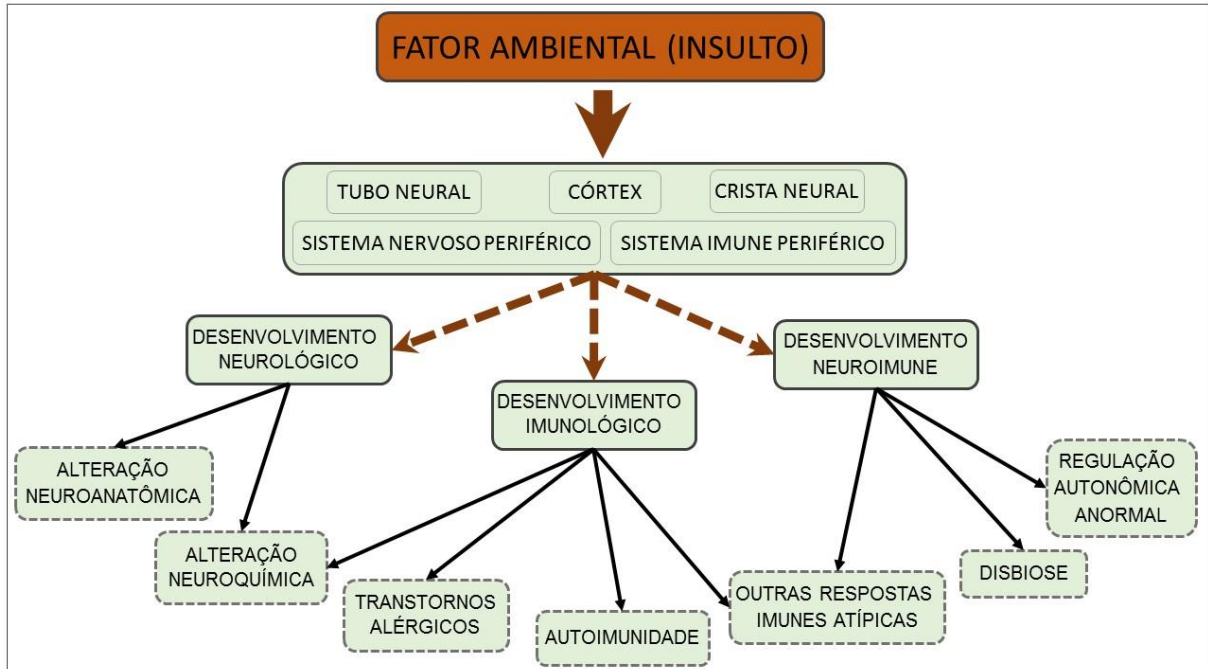 FATOR AMBIENTAL (INSULTO)
TUBO NEURAL
CÓRTEX
CRISTA NEURAL
SISTEMA NERVOSO PERIFÉRICO
SISTEMA IMUNE PERIFÉRICO
DESENVOLVIMENTO
NEUROLÓGICO
DESENVOLVIMENTO
IMUNOLÓGICO
DESENVOLVIMENTO
NEUROIMUNE
ALTERAÇÃO
NEUROANATÔMICA
ALTERAÇÃO
NEUROQUÍMICA
TRANSTORNOS
ALÉRGICOS
AUTOIMUNIDADE
OUTRAS RESPOSTAS
IMUNES ATÍPICAS
DISBIOSE
REGULAÇÃO
AUTONÔMICA
ANORMAL